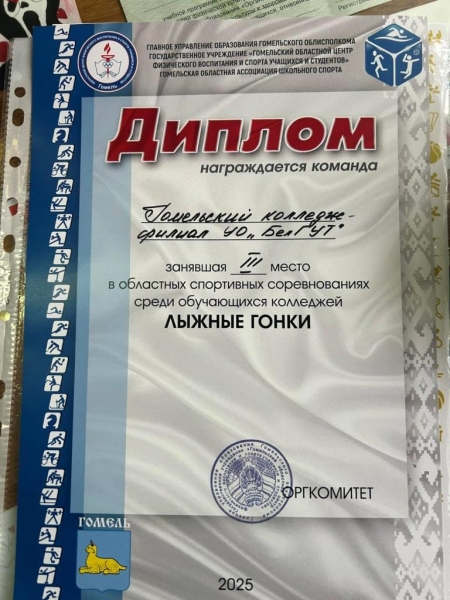 ГЛАВНОЕ УПРАВЛЕНИЕ ОБРАЗОВАНИЯ ГОМЕЛЬСКОГО ОБЛИСПОЛКОМА
ГОСУДАРСТВЕННОЕ УЧРЕЖДЕНИЕ «ГОМЕЛЬСКИЙ ОБЛАСТНОЙ ЦЕНТР
ФИЗИЧЕСКОГО ВОСПИТАНИЯ И СПОРТА УЧАЩИХСЯ И СТУДЕНТОВ»
ГОМЕЛЬСКАЯ ОБЛАСТНАЯ АССОЦИАЦИЯ ШКОЛЬНОГО СПОРТА
Гомель
ДИПЛОМ
награждается команда
Гомельский колледж-
филиал УО „БелГУТ"
занявшая III место
в областных спортивных соревнованиях
среди обучающихся колледжей
ЛЫЖНЫЕ ГОНКИ
ОРГКОМИТЕТ
ГОМЕЛЬ
2025